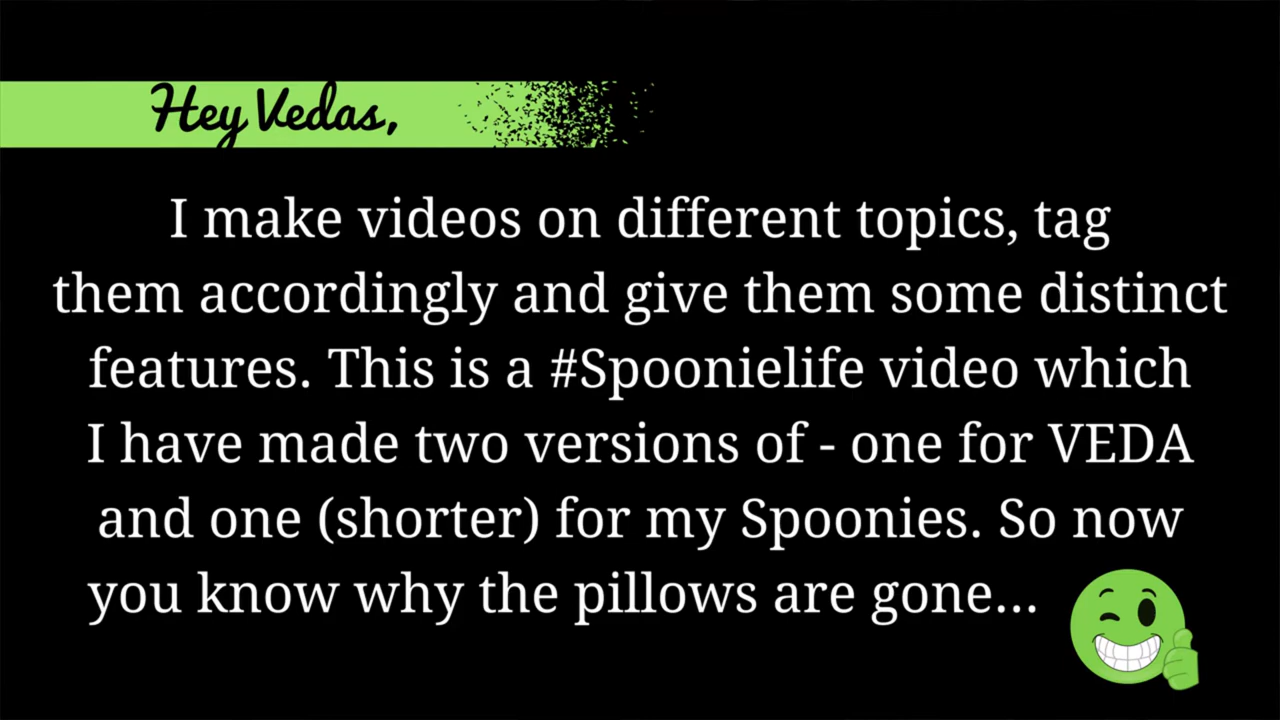 Hey Vedas,
I make videos on different topics, tag
them accordingly and give them some distinct
features. This is a #Spoonielife video which
I have made two versions of - one for VEDA
and one (shorter) for my Spoonies. So now
you know why the pillows are gone...